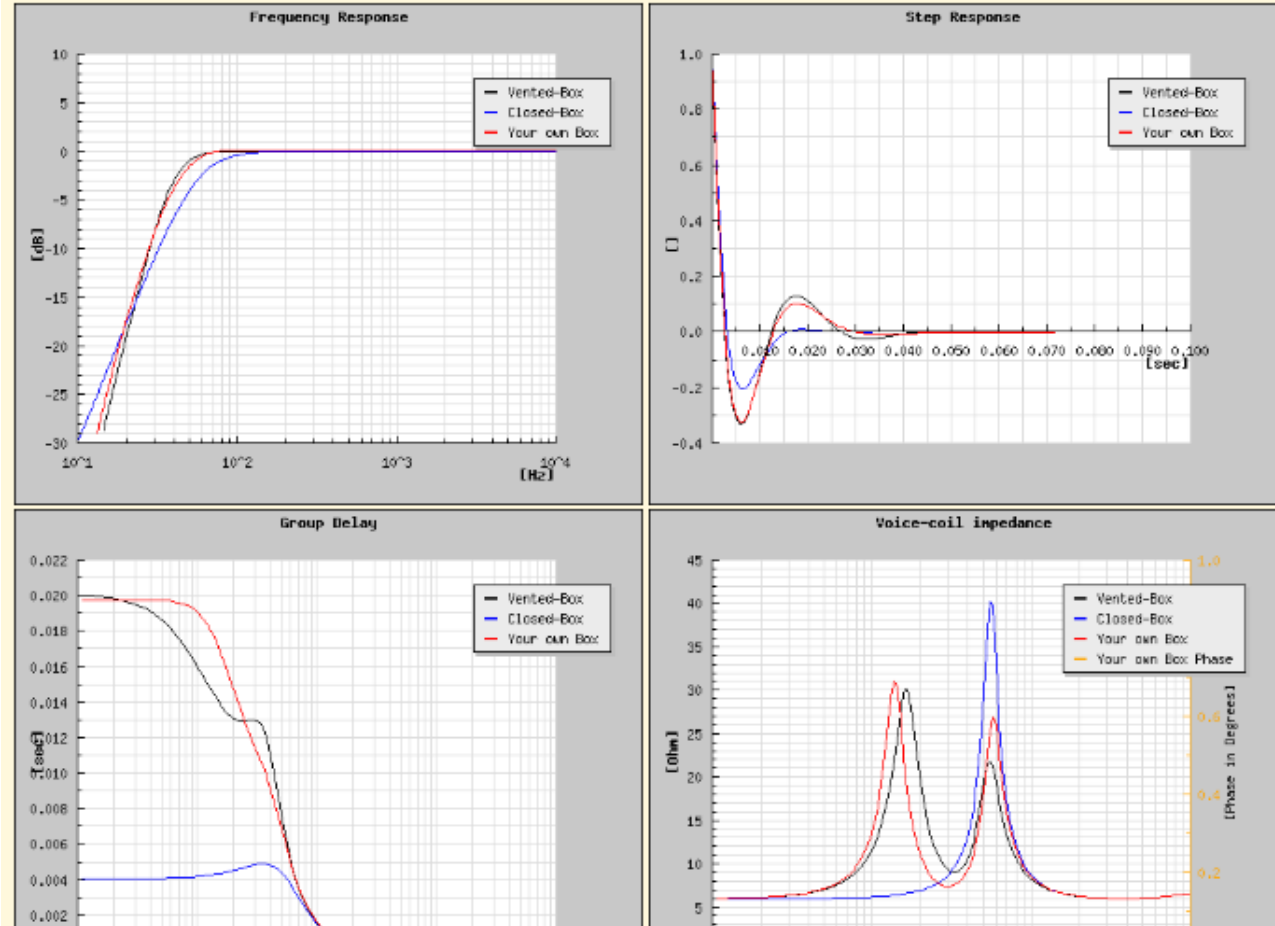 Frequency Response
10
5
0
-5
-10
-15
-20
-25
-30
[dB]
10^1
10^2
10^3
10^4
[Hz]
Vented-Box
Closed-Box
Your own Box
Step Response
1.0
0.8
0.6
0.4
0.2
0.0
-0.2
-0.4
[]
0.010 0.020 0.030 0.040 0.050 0.060 0.070 0.080 0.090 0.100
[sec]
Vented-Box
Closed-Box
Your own Box
Group Delay
0.022
0.020
0.018
0.016
0.014
0.012
0.010
0.008
0.006
0.004
0.002
[sec]
Vented-Box
Closed-Box
Your own Box
Voice-coil impedance
45
40
35
30
25
20
15
10
5
[Ohm]
Vented-Box
Closed-Box
Your own Box
Your own Box Phase
1.0
0.6
0.4
0.2
[Phase in Degrees]